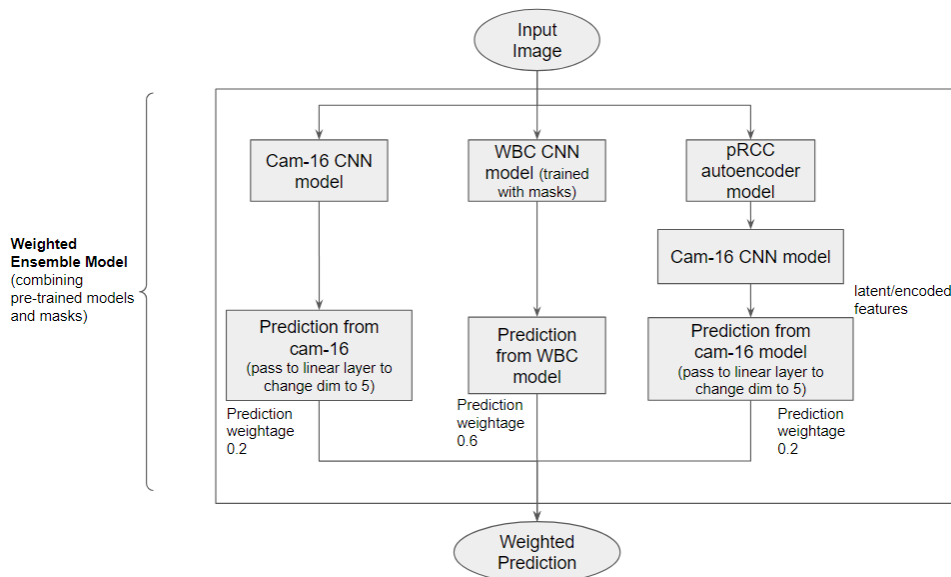 Input
Image
Cam-16 CNN
model
WBC CNN
model (trained
with masks)
pRCC
autoencoder
model
Cam-16 CNN model
Weighted
Ensemble Model
(combining
pre-trained models
and masks)
latent/encoded
features
Prediction from
cam-16
(pass to linear layer to
change dim to 5)
Prediction
from WBC
model
Prediction from
cam-16 model
(pass to linear layer to
change dim to 5)
Prediction
weightage
0.2
Prediction
weightage
0.6
Prediction
weightage
0.2
Weighted
Prediction